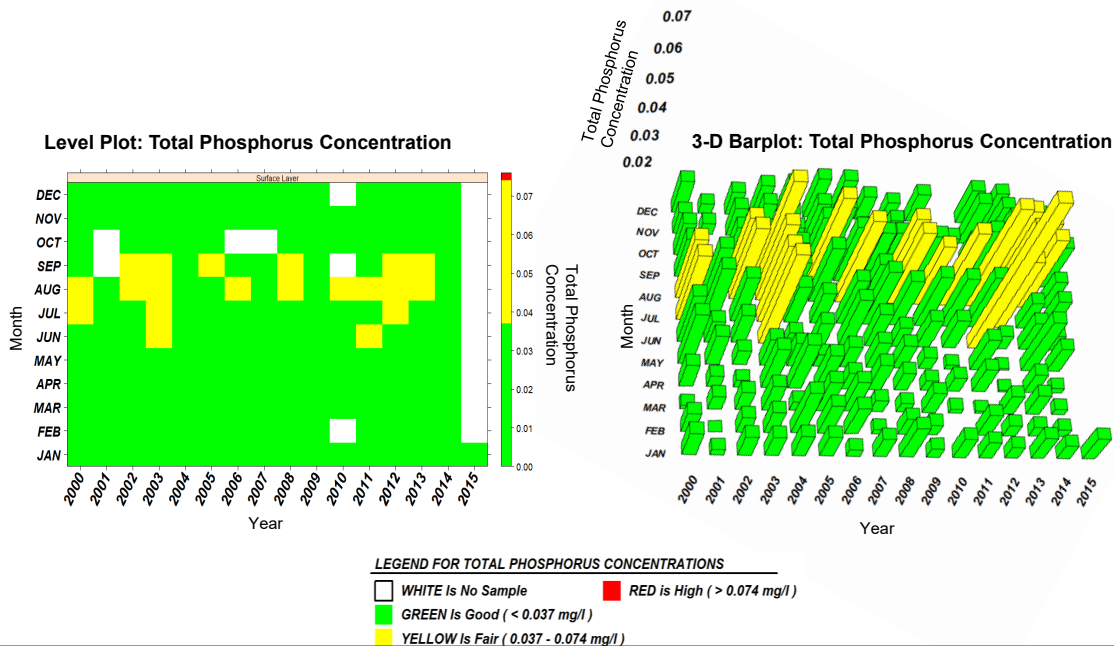 Level Plot: Total Phosphorus Concentration
Surface Layer
Month
DEC
NOV
OCT
SEP
AUG
JUL
JUN
MAY
APR
MAR
FEB
JAN
2000 2001 2002 2003 2004 2005 2006 2007 2008 2009 2010 2011 2012 2013 2014 2015
Year
0.07
0.06
0.05
0.04
0.03
0.02
0.01
0.00
Total Phosphorus
Concentration
3-D Barplot: Total Phosphorus Concentration
Total Phosphorus
Concentration
0.07
0.06
0.05
0.04
0.03
0.02
Month
DEC
NOV
OCT
SEP
AUG
JUL
JUN
MAY
APR
MAR
FEB
JAN
2000 2001 2002 2003 2004 2005 2006 2007 2008 2009 2010 2011 2012 2013 2014 2015
Year
LEGEND FOR TOTAL PHOSPHORUS CONCENTRATIONS
WHITE Is No Sample
RED is High ( > 0.074 mg/l )
GREEN Is Good ( < 0.037 mg/l )
YELLOW Is Fair ( 0.037 - 0.074 mg/l )